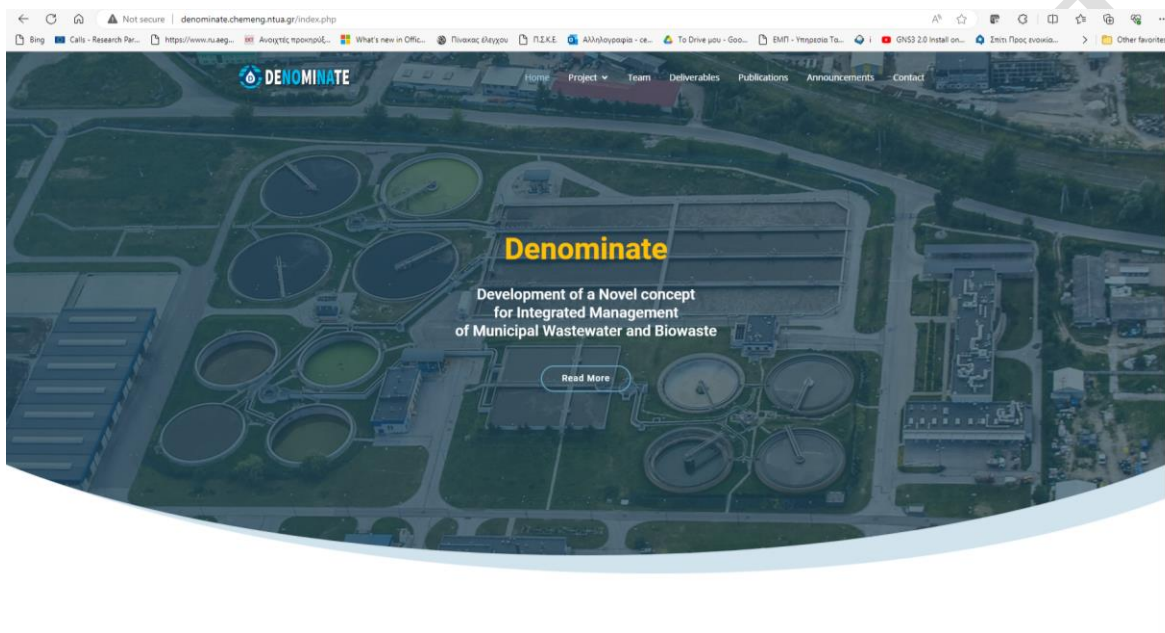 Not secure | denominate.chemeng.ntua.gr/index.php
Bing Calls - Research Par... https://www.ru.aeg... Ανοιχτές προκηρύξ... What's new in Offic... Πίνακας ελέγχου Π.Σ.Κ.Ε. Αλληλογραφία - ce... Το Drive μου - Goo... ΕΜΠ - Υπηρεσία Τα... i GNS3 2.0 Install on... Σπίτι Προς ενοικία... Other favorites
DENOMINATE
Home Project Team Deliverables Publications Announcements Contact
Denominate
Development of a Novel concept
for Integrated Management
of Municipal Wastewater and Biowaste
Read More